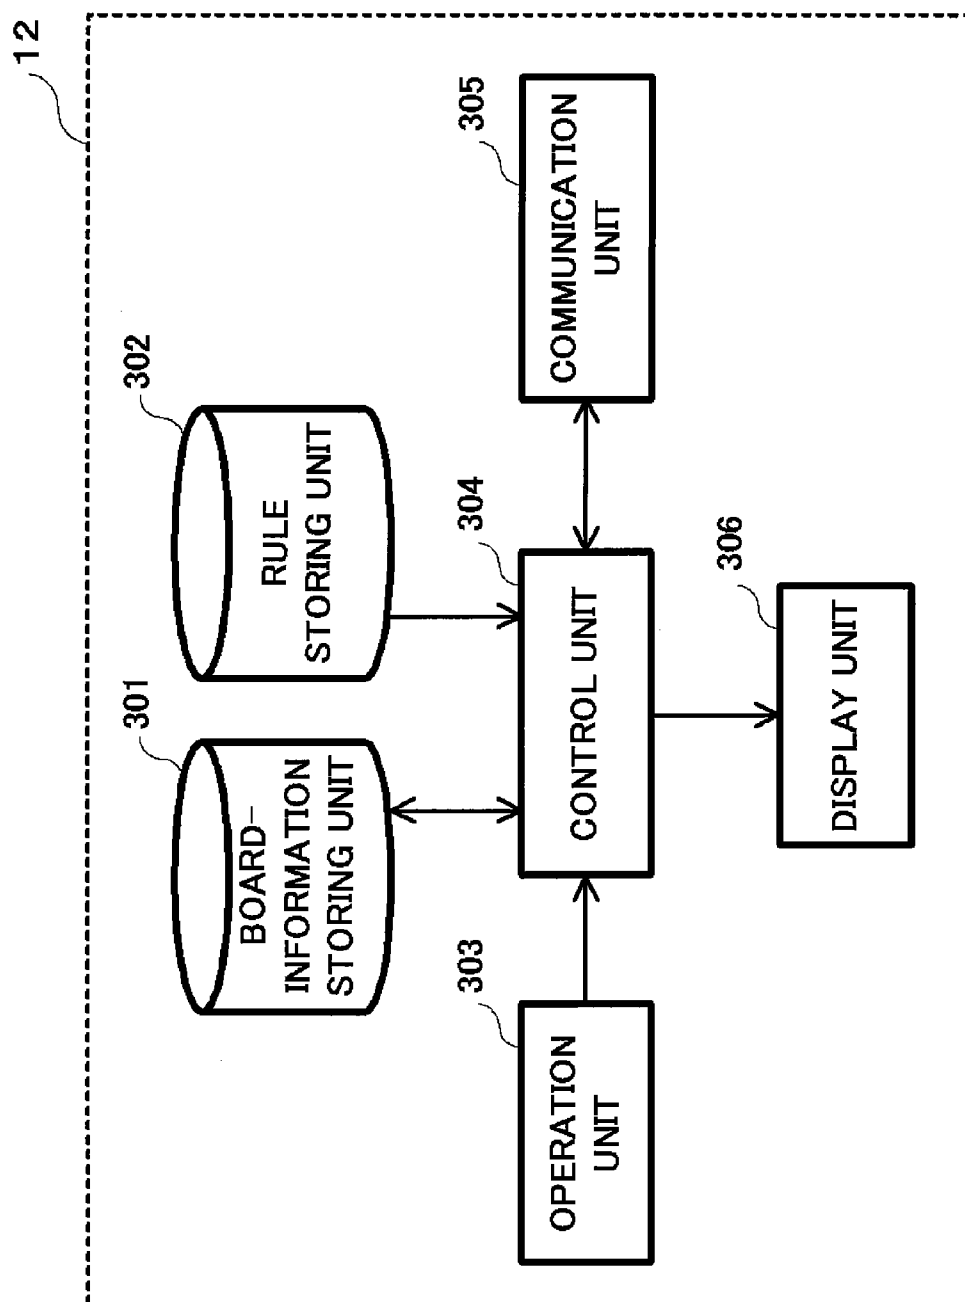 12
301
BOARD-
INFORMATION
STORING UNIT
302
RULE
STORING UNIT
303
OPERATION
UNIT
304
CONTROL UNIT
305
COMMUNICATION
UNIT
306
DISPLAY UNIT